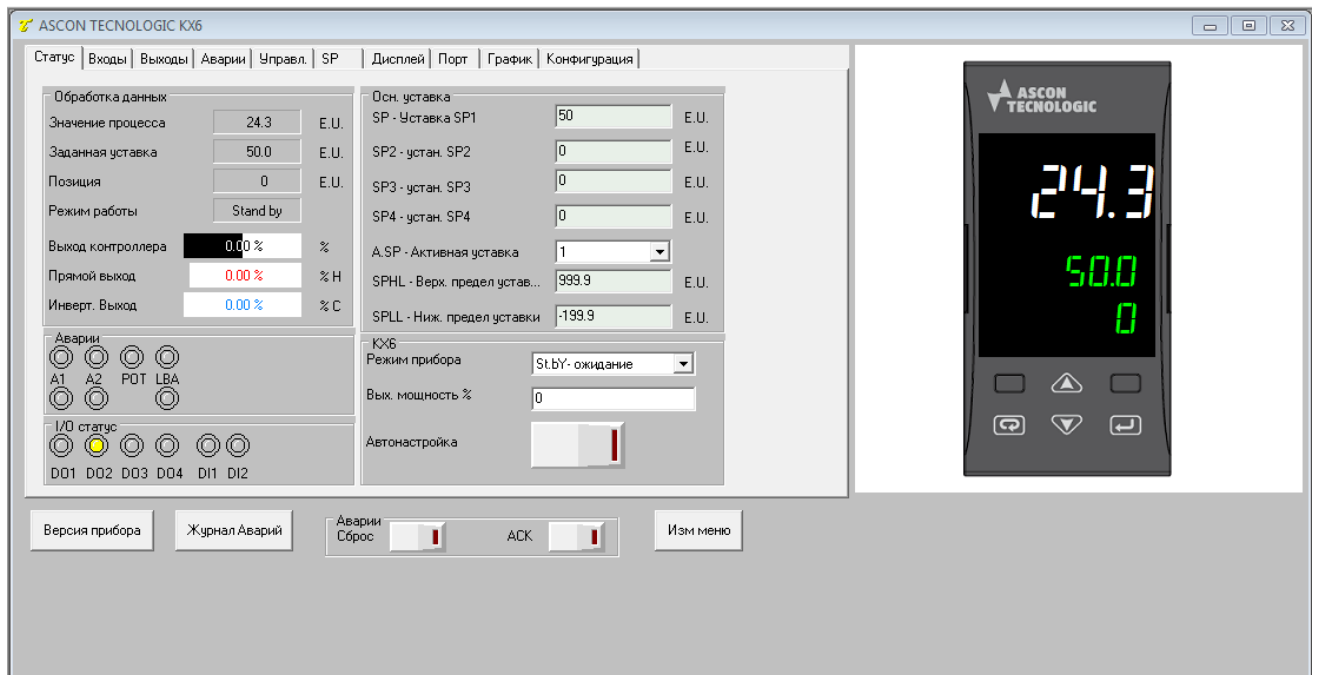 ASCON TECNOLOGIC KX6
Статус Входы Выходы Аварии Управл. SP Дисплей Порт График Конфигурация
Обработка данных
Значение процесса 24.3 E.U.
Заданная уставка 50.0 E.U.
Позиция 0 E.U.
Режим работы Stand by
Выход контроллера 0.00 % %
Прямой выход 0.00 % % H
Инверт. Выход 0.00 % % C
Аварии
A1 A2 POT LBA
I/O статус
DO1 DO2 DO3 DO4 DI1 DI2
Осн. уставка
SP - Уставка SP1 50 E.U.
SP2 - устан. SP2 0 E.U.
SP3 - устан. SP3 0 E.U.
SP4 - устан. SP4 0 E.U.
A.SP - Активная уставка 1
SPHL - Верх. предел устав... 999.9 E.U.
SPLL - Ниж. предел уставки -199.9 E.U.
KX6
Режим прибора St.bY- ожидание
Вых. мощность % 0
Автонастройка
ASCON
TECNOLOGIC
24.3
50.0
0
Версия прибора
Журнал Аварий
Аварии
Сброс ACK
Изм меню